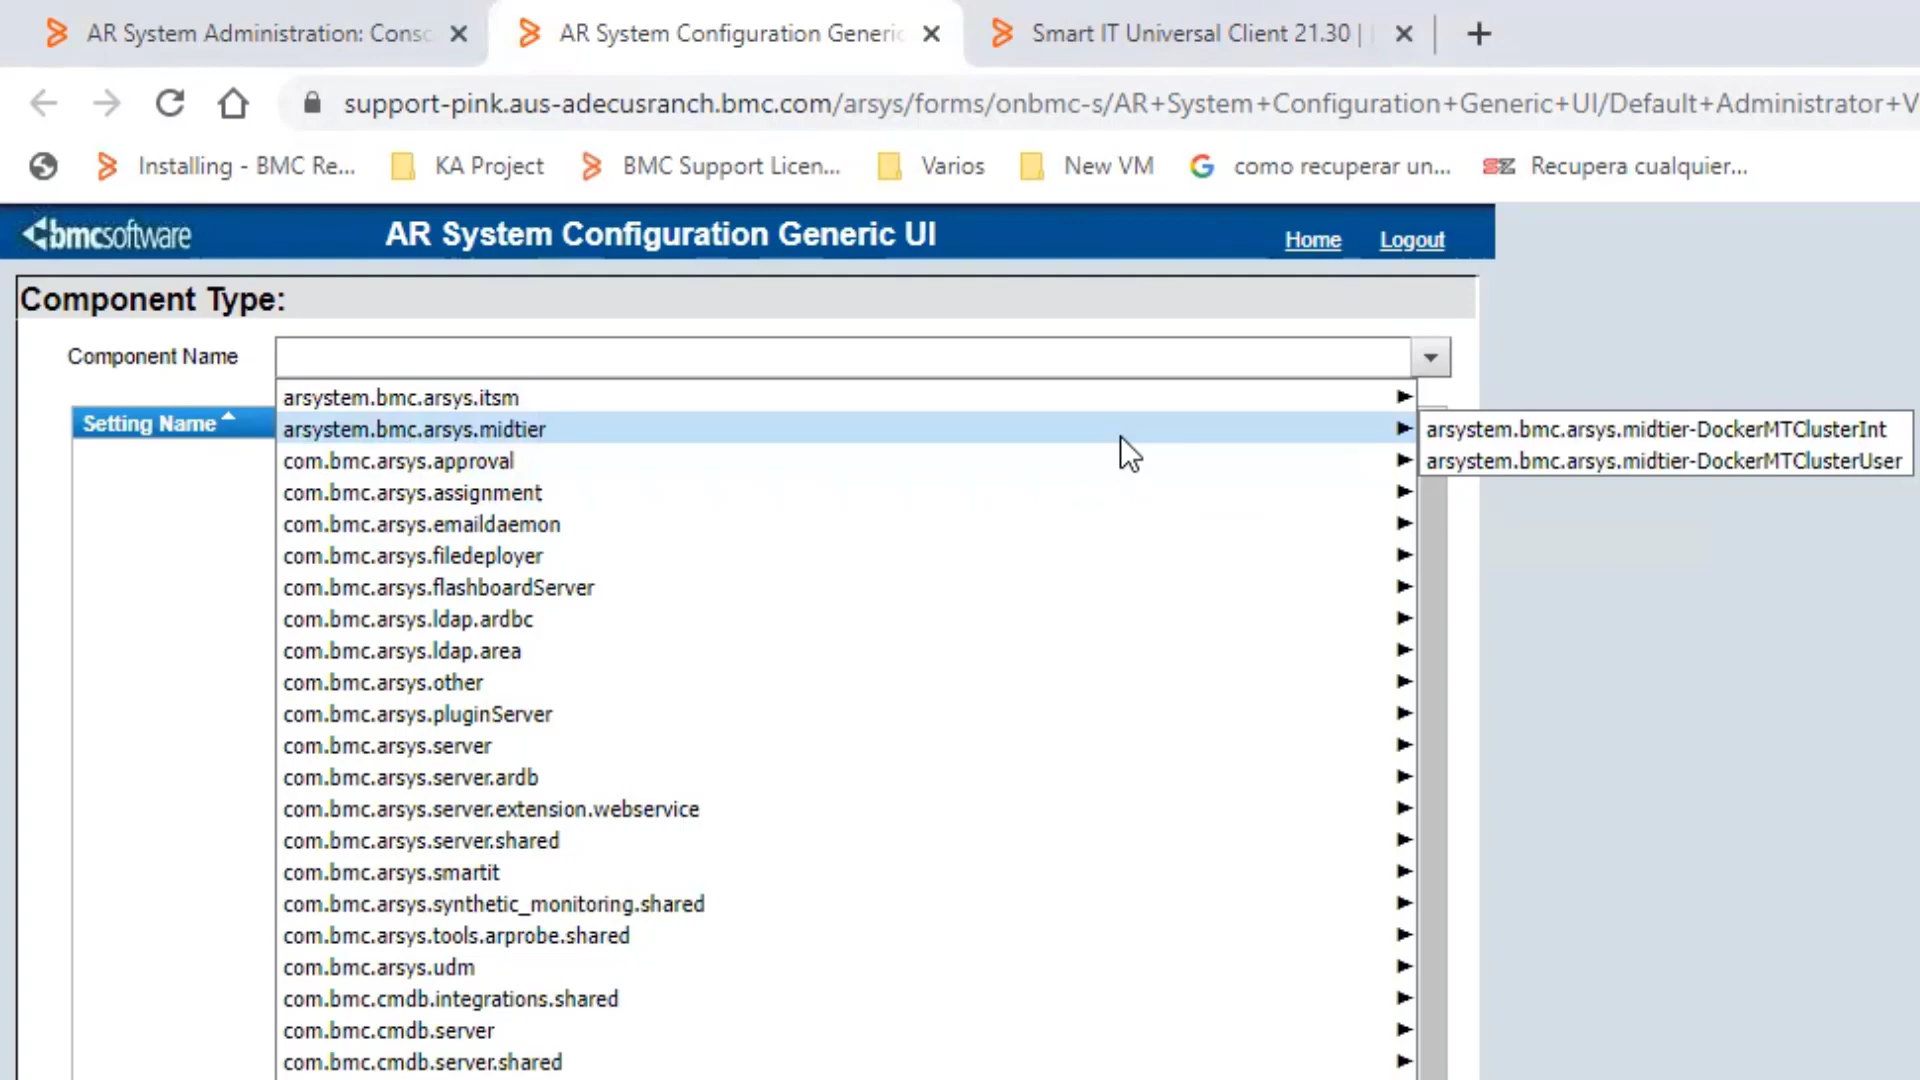 AR System Administration: Conso
AR System Configuration Generic
Smart IT Universal Client 21.30 |
support-pink.aus-adecusranch.bmc.com/arsys/forms/onbmc-s/AR+System+Configuration+Generic+UI/Default+Administrator+V
Installing - BMC Re...
KA Project
BMC Support Licen...
Varios
New VM
como recuperar un...
Recupera cualquier...
bmcsoftware
AR System Configuration Generic UI
Home
Logout
Component Type:
Component Name
Setting Name
arsystem.bmc.arsys.itsm
arsystem.bmc.arsys.midtier
com.bmc.arsys.approval
com.bmc.arsys.assignment
com.bmc.arsys.emaildaemon
com.bmc.arsys.filedeployer
com.bmc.arsys.flashboardServer
com.bmc.arsys.ldap.ardbc
com.bmc.arsys.ldap.area
com.bmc.arsys.other
com.bmc.arsys.pluginServer
com.bmc.arsys.server
com.bmc.arsys.server.ardb
com.bmc.arsys.server.extension.webservice
com.bmc.arsys.server.shared
com.bmc.arsys.smartit
com.bmc.arsys.synthetic_monitoring.shared
com.bmc.arsys.tools.arprobe.shared
com.bmc.arsys.udm
com.bmc.cmdb.integrations.shared
com.bmc.cmdb.server
com.bmc.cmdb.server.shared
arsystem.bmc.arsys.midtier-DockerMTClusterInt
arsystem.bmc.arsys.midtier-DockerMTClusterUser